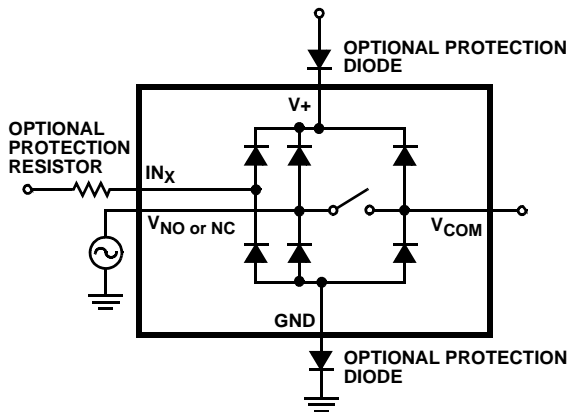 OPTIONAL PROTECTION
DIODE
V+
OPTIONAL
PROTECTION
RESISTOR
INX
VNO or NC
VCOM
GND
OPTIONAL PROTECTION
DIODE